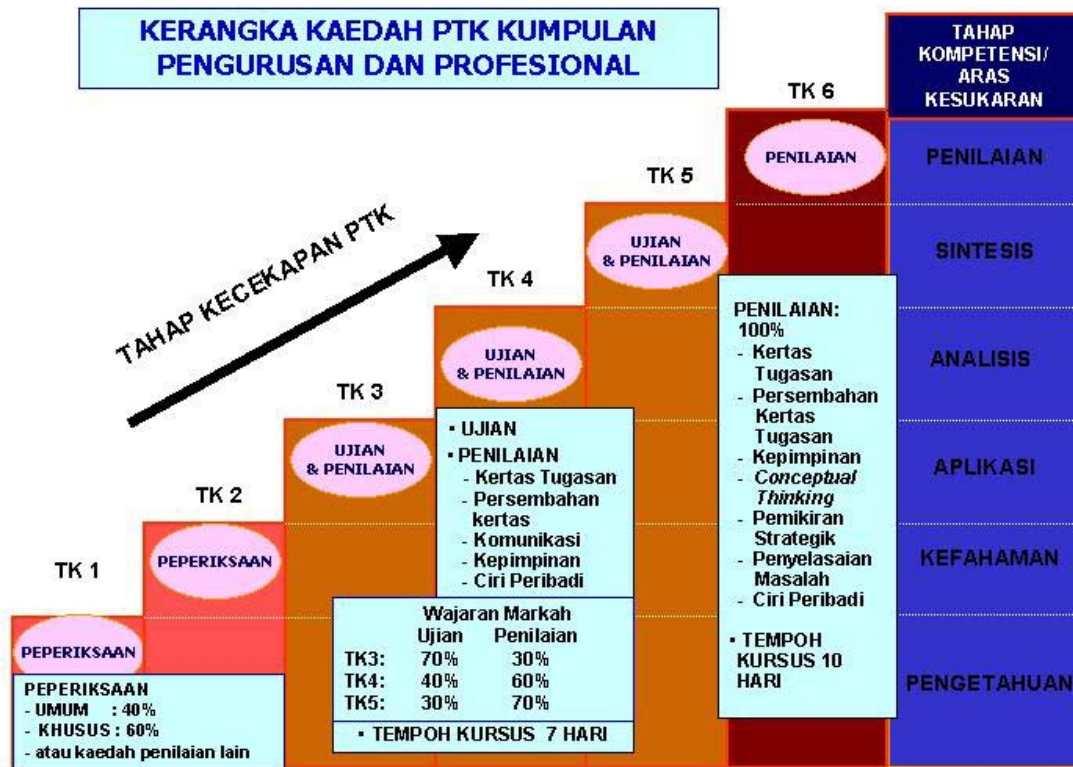 KERANGKA KAEDAH PTK KUMPULAN
PENGURUSAN DAN PROFESIONAL
TAHAP
KOMPETENSI/
ARAS
KESUKARAN
TAHAP KECEKAPAN PTK
TK 1
PEPERIKSAAN
TK 2
PEPERIKSAAN
TK 3
UJIAN
& PENILAIAN
TK 4
UJIAN
& PENILAIAN
TK 5
UJIAN
& PENILAIAN
TK 6
PENILAIAN
PEPERIKSAAN
- UMUM : 40%
- KHUSUS : 60%
- atau kaedah penilaian lain
▪ UJIAN
▪ PENILAIAN
- Kertas Tugasan
- Persembahan
kertas
- Komunikasi
- Kepimpinan
- Ciri Peribadi
Wajaran Markah
Ujian Penilaian
TK3: 70% 30%
TK4: 40% 60%
TK5: 30% 70%
▪ TEMPOH KURSUS 7 HARI
PENILAIAN:
100%
- Kertas
Tugasan
- Persembahan
Kertas
Tugasan
- Kepimpinan
- Conceptual
Thinking
- Pemikiran
Strategik
- Penyelasaian
Masalah
- Ciri Peribadi
▪ TEMPOH
KURSUS 10
HARI
PENILAIAN
SINTESIS
ANALISIS
APLIKASI
KEFAHAMAN
PENGETAHUAN